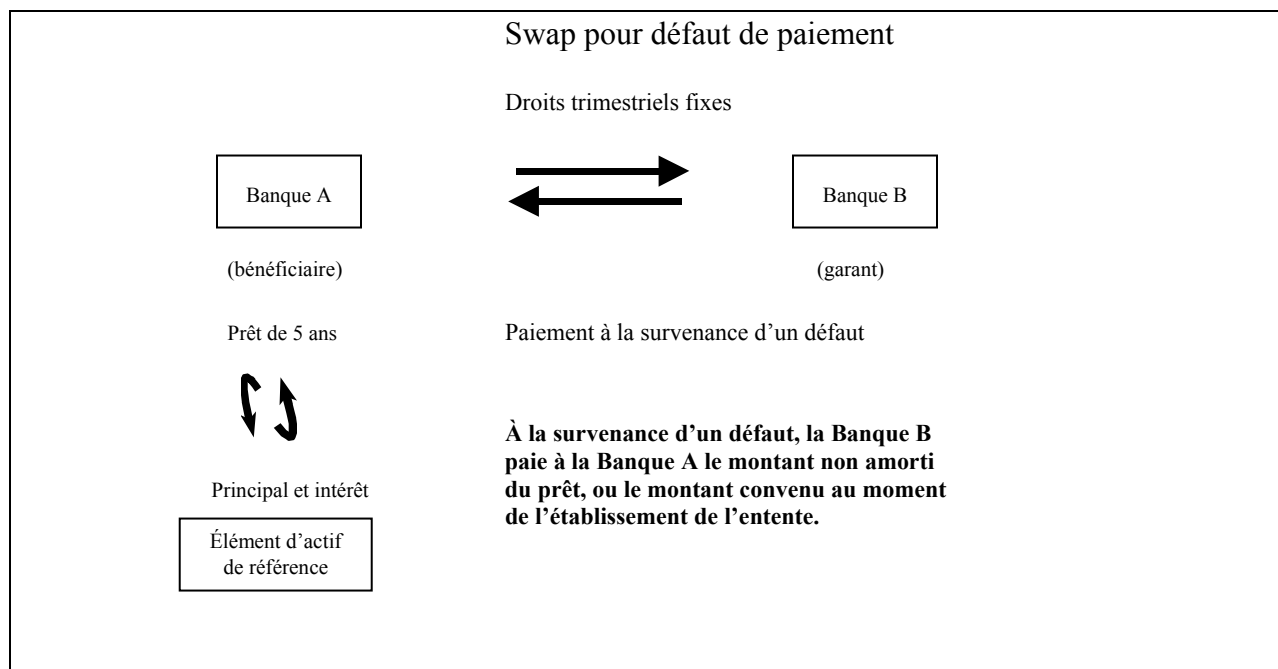 Swap pour défaut de paiement
Droits trimestriels fixes
Banque A
Banque B
(bénéficiaire)
(garant)
Prêt de 5 ans
Paiement à la survenance d’un défaut
À la survenance d’un défaut, la Banque B
paie à la Banque A le montant non amorti
du prêt, ou le montant convenu au moment
de l’établissement de l’entente.
Principal et intérêt
Élément d’actif
de référence